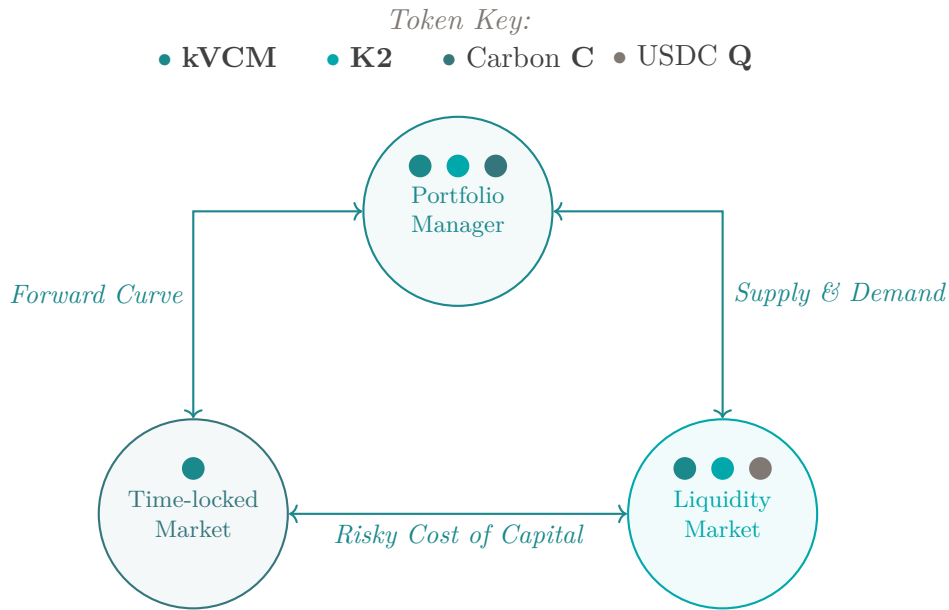 Token Key:
kVCM K2 Carbon C USDC Q
Portfolio
Manager
Forward Curve
Supply & Demand
Time-locked
Market
Risky Cost of Capital
Liquidity
Market